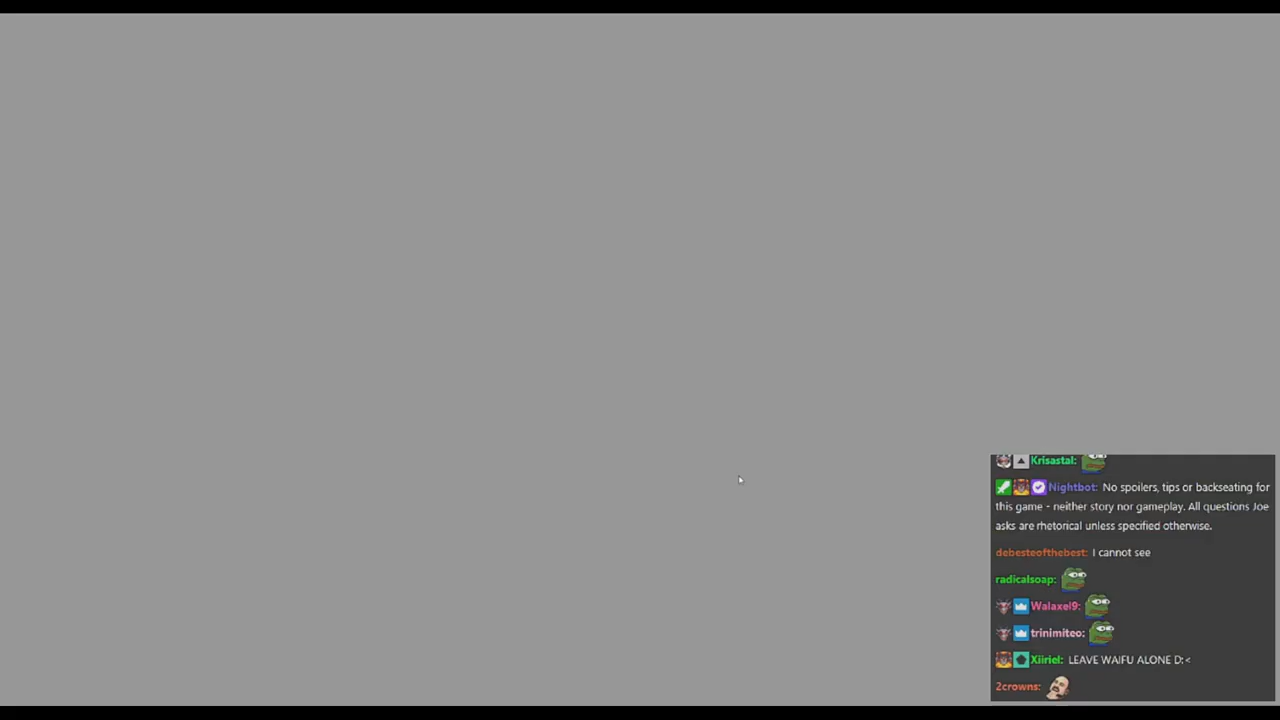 Krisastal:
Nightbot: No spoilers, tips or backseating for
this game - neither story nor gameplay. All questions Joe
asks are rhetorical unless specified otherwise.
debesteofthebest: I cannot see
radicalsoap:
Walaxel9:
trinimiteo:
Xiiriel: LEAVE WAIFU ALONE D:<
2crowns: